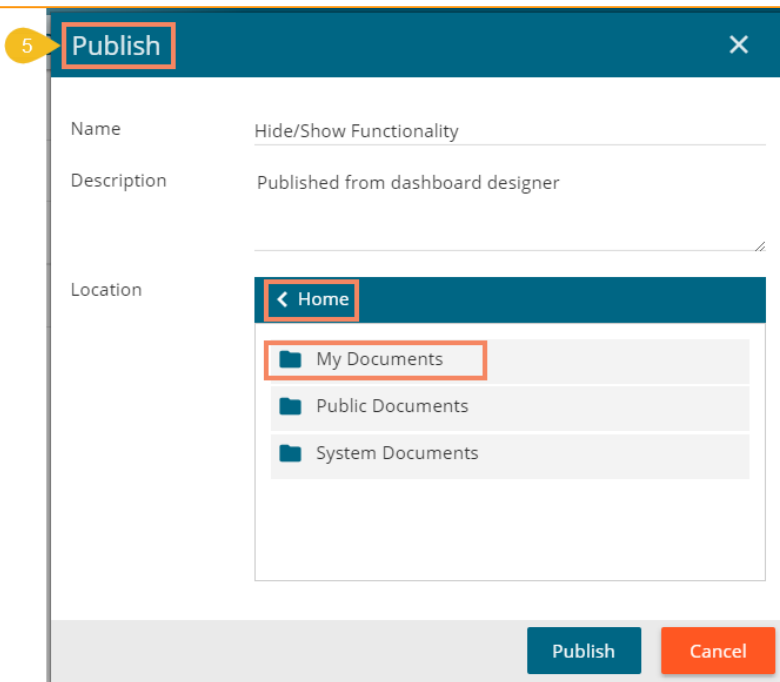 5
Publish
Name
Hide/Show Functionality
Description
Published from dashboard designer
Location
Home
My Documents
Public Documents
System Documents
Publish
Cancel